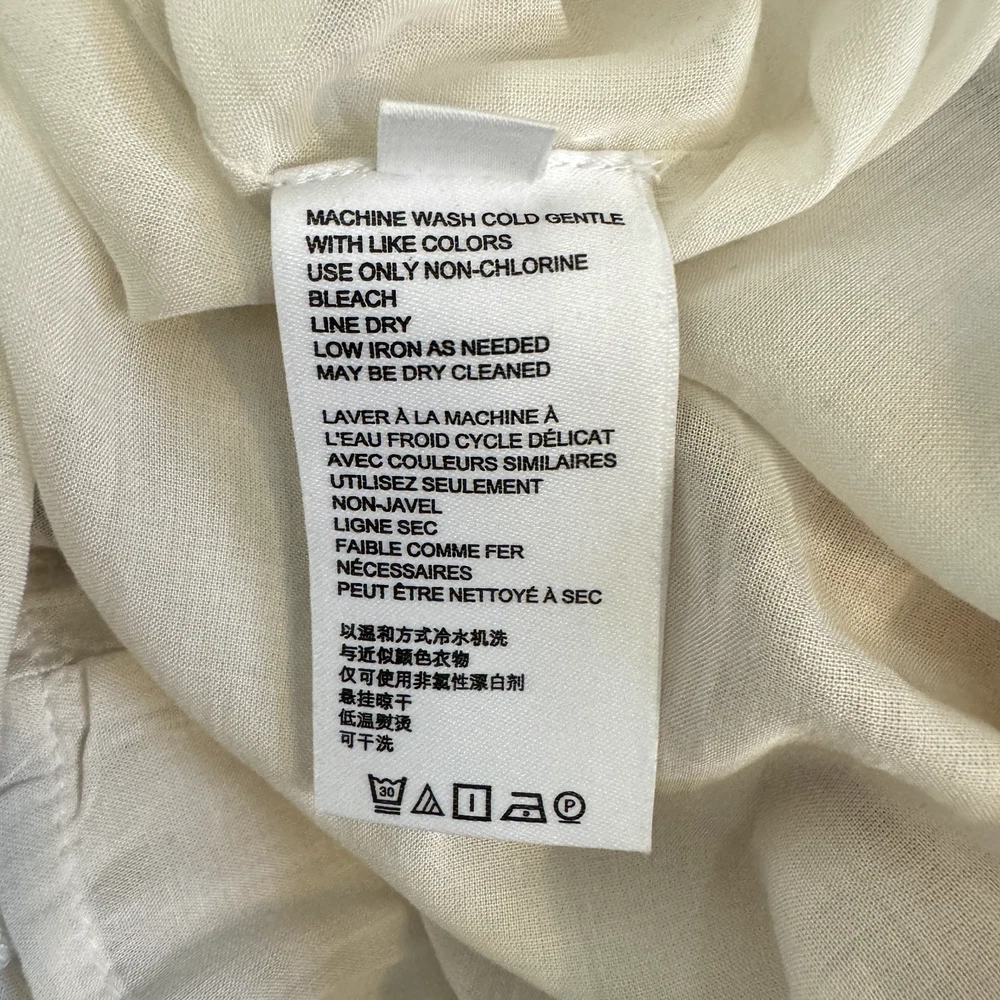 MACHINE WASH COLD GENTLE
WITH LIKE COLORS
USE ONLY NON-CHLORINE
BLEACH
LINE DRY
LOW IRON AS NEEDED
MAY BE DRY CLEANED
LAVER À LA MACHINE À
L'EAU FROID CYCLE DÉLICAT
AVEC COULEURS SIMILAIRES
UTILISEZ SEULEMENT
NON-JAVEL
LIGNE SEC
FAIBLE COMME FER
NÉCESSAIRES
PEUT ÊTRE NETTOYÉ À SEC
以温和方式冷水机洗
与近似颜色衣物
仅可使用非氯性漂白剂
悬挂晾干
低温熨烫
可干洗
30 P